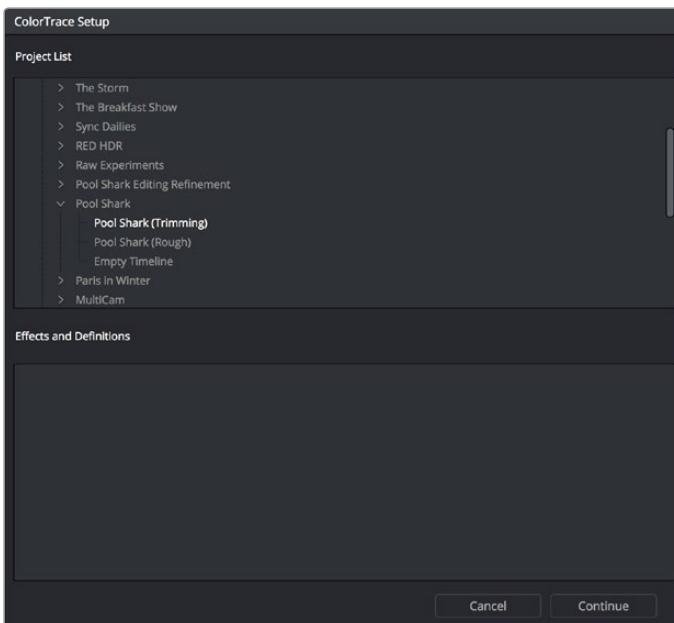 ColorTrace Setup
Project List
The Storm
The Breakfast Show
Sync Dailies
RED HDR
Raw Experiments
Pool Shark Editing Refinement
Pool Shark
Pool Shark (Trimming)
Pool Shark (Rough)
Empty Timeline
Paris in Winter
MultiCam
Effects and Definitions
Cancel Continue